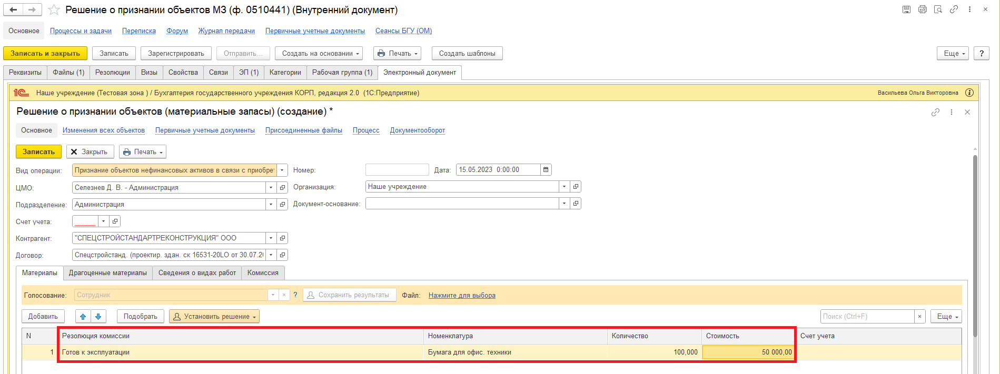 Решение о признании объектов МЗ (ф. 0510441) (Внутренний документ)
Основное Процессы и задачи Переписка Форум Журнал передачи Первичные учетные документы Сеансы БГУ (ОМ)
Записать и закрыть Записать Зарегистрировать Отправить... Создать на основании Печать Создать шаблоны Еще ?
Реквизиты Файлы (1) Резолюции Визы Свойства Связи ЭП (1) Категории Рабочая группа (1) Электронный документ
1С Наше учреждение (Тестовая зона ) / Бухгалтерия государственного учреждения КОРП, редакция 2.0 (1С:Предприятие) Васильева Ольга Викторовна
Решение о признании объектов (материальные запасы) (создание) *
Основное Изменения всех объектов Первичные учетные документы Присоединенные файлы Процесс Документооборот
Записать Закрыть Печать
Вид операции: Признание объектов нефинансовых активов в связи с приобрет Номер: Дата: 15.05.2023 0:00:00
ЦМО: Селезнев Д. В. - Администрация Организация: Наше учреждение
Подразделение: Администрация Документ-основание:
Счет учета:
Контрагент: "СПЕЦСТРОЙСТАНДАРТРЕКОНСТРУКЦИЯ" ООО
Договор: Спецстройстанд. (проектир. здан. ск 16531-20LO от 30.07.20
Материалы Драгоценные материалы Сведения о видах работ Комиссия
Голосование: Сотрудник ? Сохранить результаты Файл: Нажмите для выбора
Добавить Подобрать Установить решение Поиск (Ctrl+F) × Еще
N Резолюция комиссии Номенклатура Количество Стоимость Счет учета
1 Готов к эксплуатации Бумага для офис. техники 100,000 50 000,00